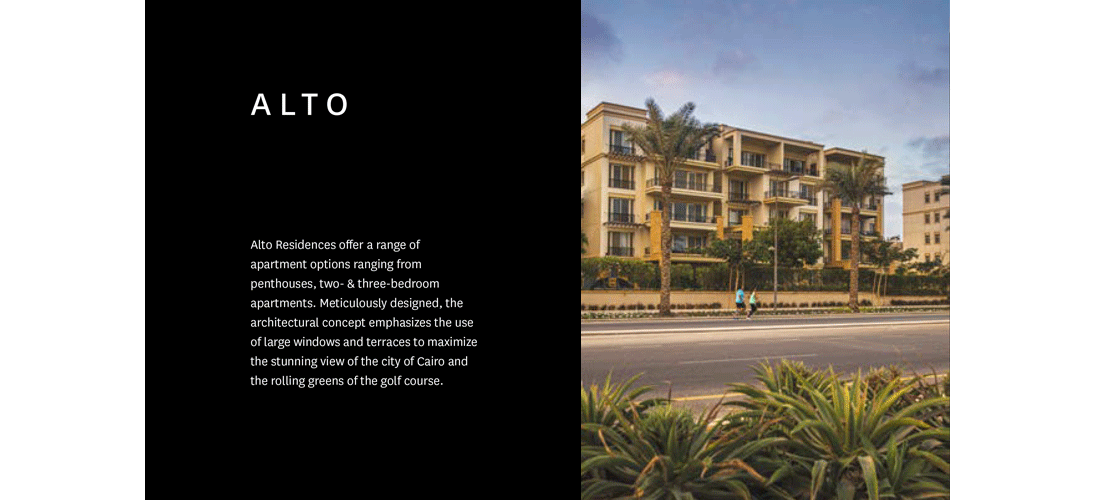 ALTO
Alto Residences offer a range of
apartment options ranging from
penthouses, two- & three-bedroom
apartments. Meticulously designed, the
architectural concept emphasizes the use
of large windows and terraces to maximize
the stunning view of the city of Cairo and
the rolling greens of the golf course.